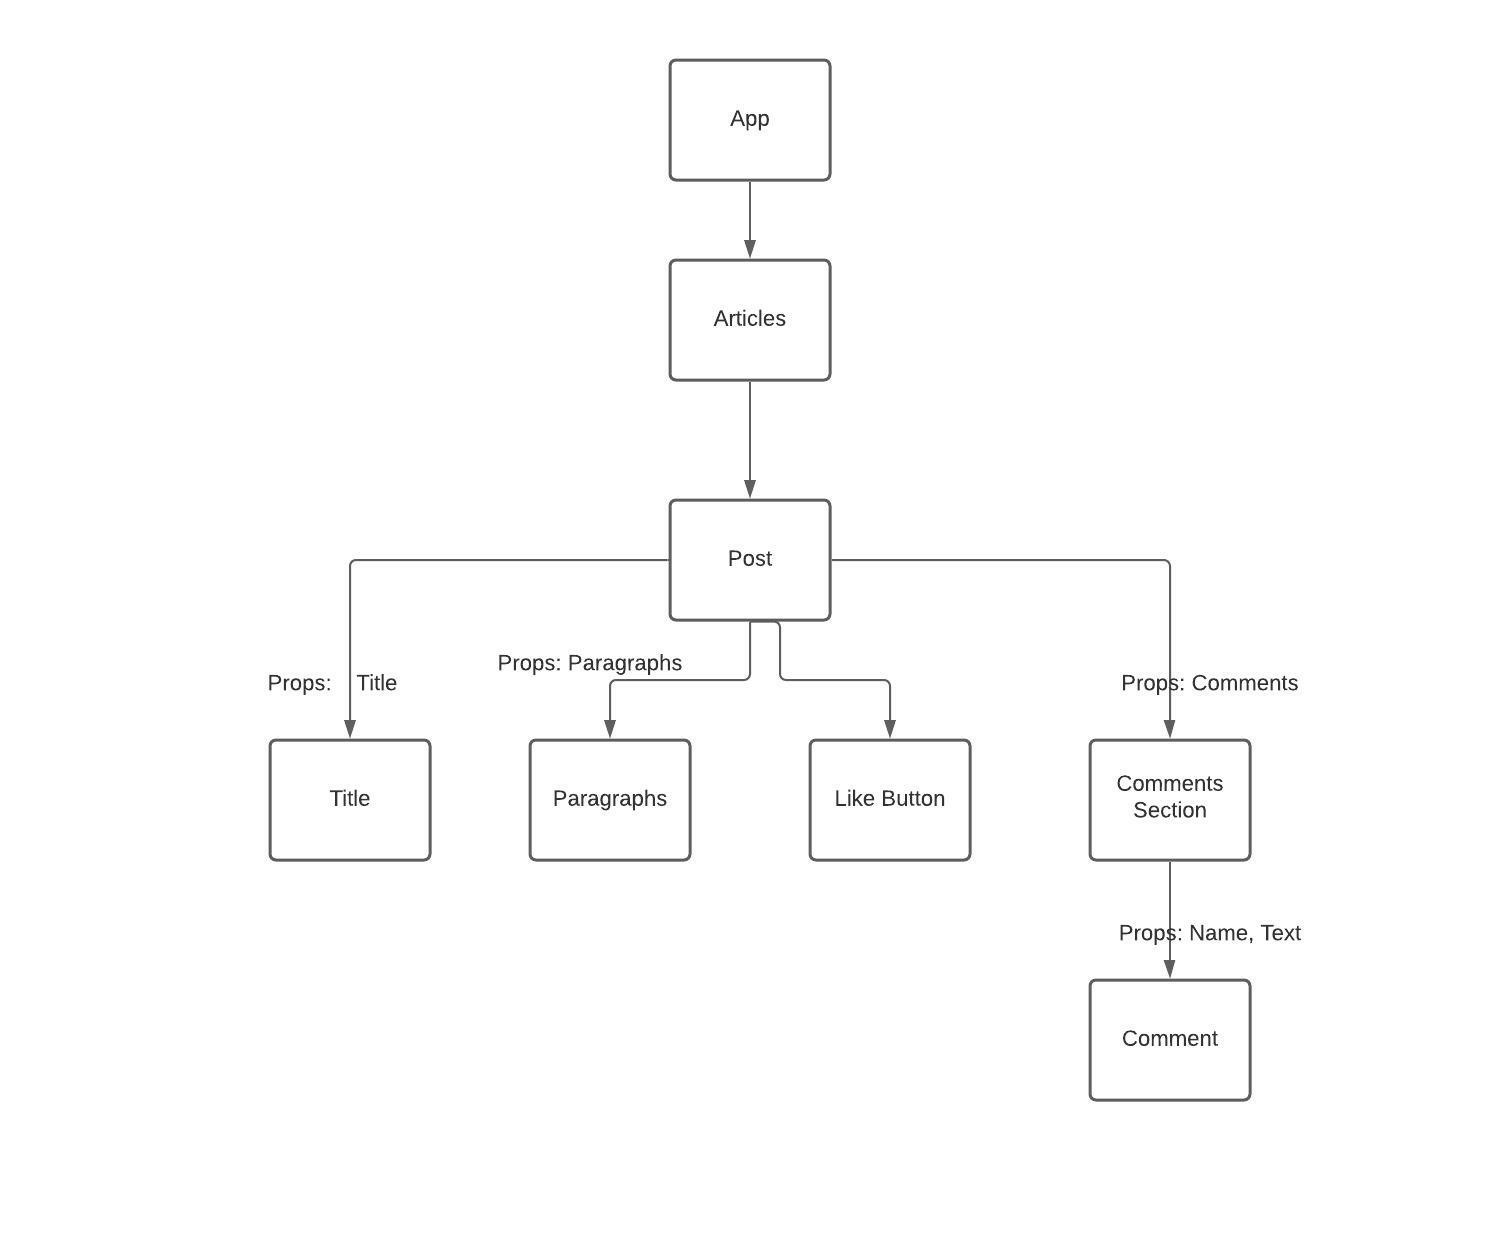 App
Articles
Post
Props: Paragraphs
Props: Title
Props: Comments
Title
Paragraphs
Like Button
Comments
Section
Props: Name, Text
Comment